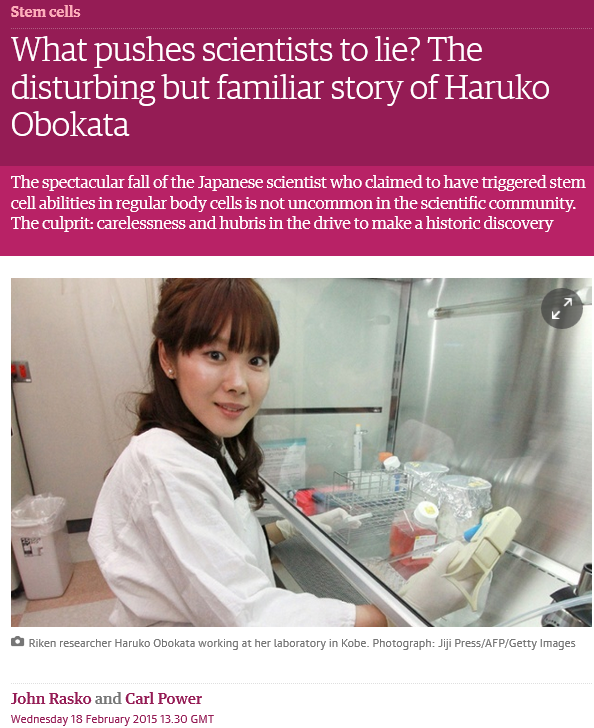 Stem cells
What pushes scientists to lie? The
disturbing but familiar story of Haruko
Obokata
The spectacular fall of the Japanese scientist who claimed to have triggered stem
cell abilities in regular body cells is not uncommon in the scientific community.
The culprit: carelessness and hubris in the drive to make a historic discovery
Riken researcher Haruko Obokata working at her laboratory in Kobe. Photograph: Jiji Press/AFP/Getty Images
John Rasko and Carl Power
Wednesday 18 February 2015 13.30 GMT